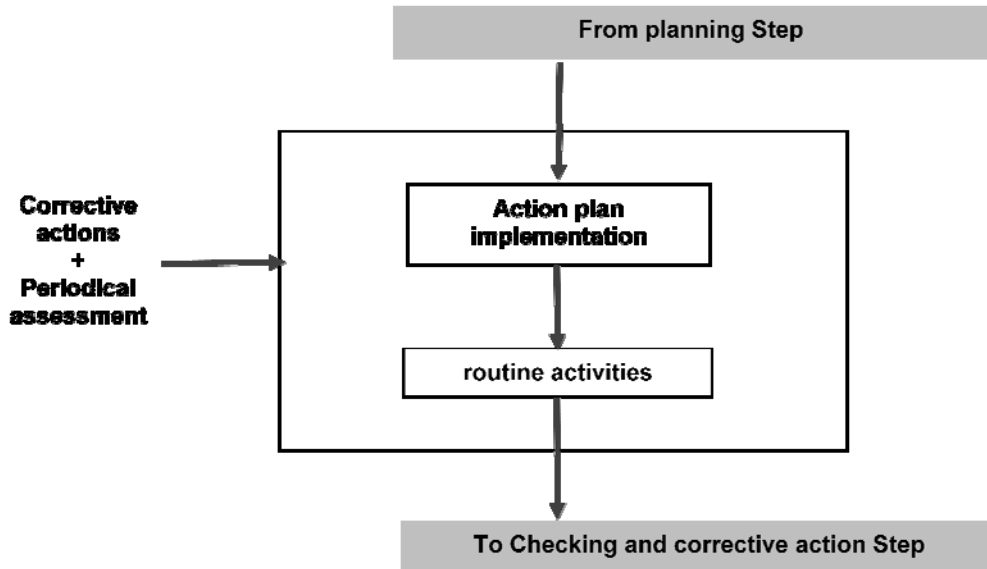 From planning Step
Action plan
implementation
Corrective
actions
+
Periodical
assessment
routine activities
To Checking and corrective action Step